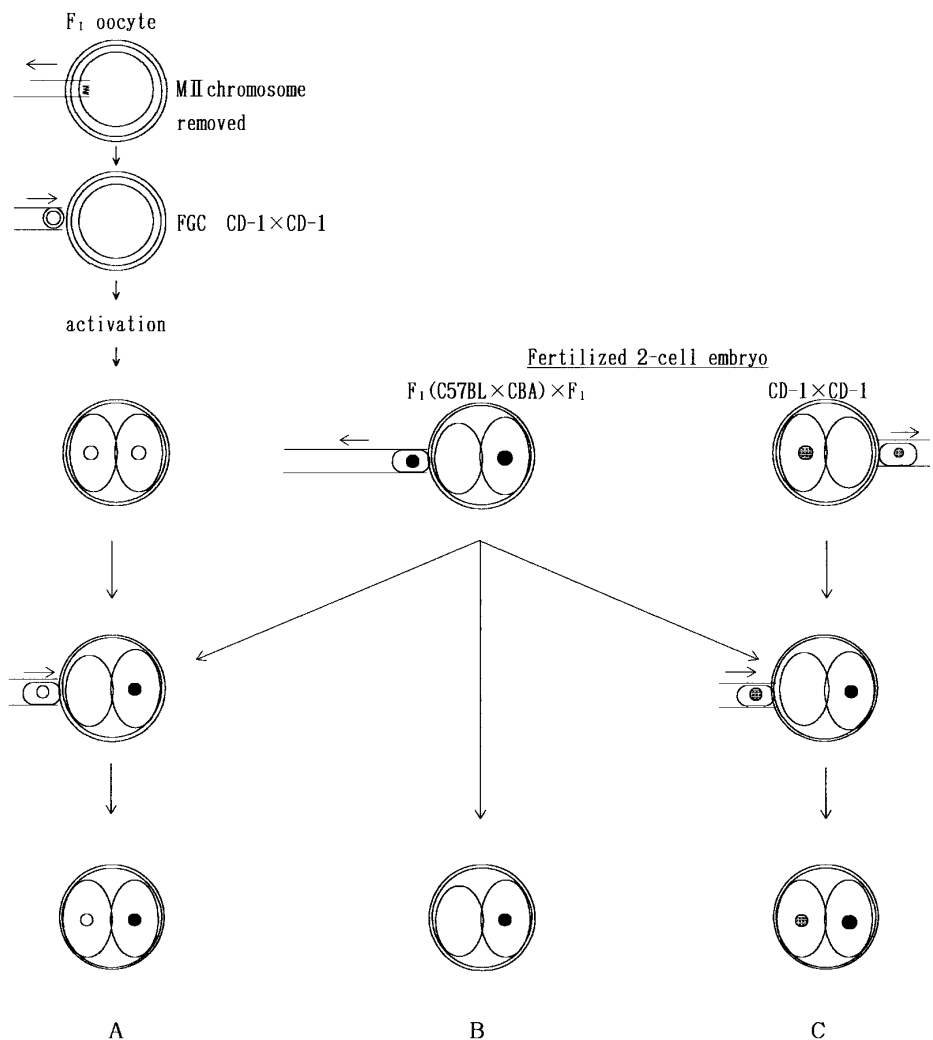 F₁ oocyte
MⅡ chromosome
removed
FGC CD-1×CD-1
activation
Fertilized 2-cell embryo
F₁(C57BL×CBA)×F₁
CD-1×CD-1
A
B
C